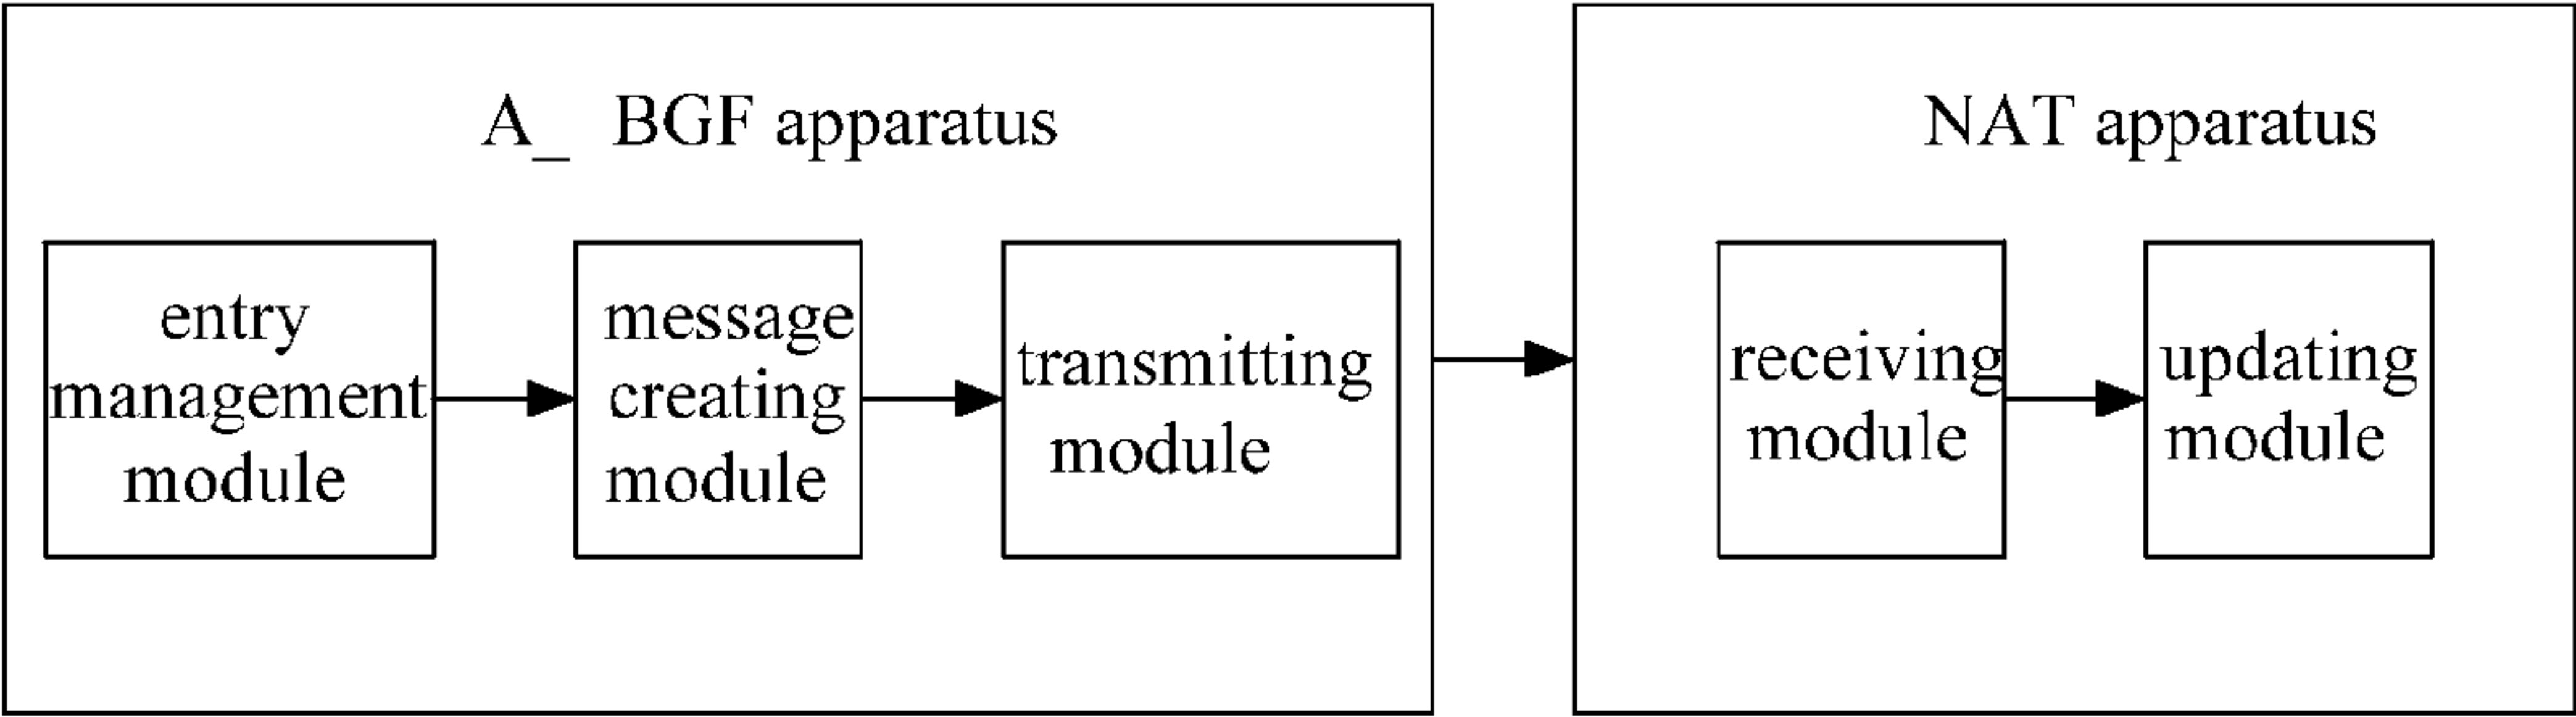 A_ BGF apparatus
entry
management
module
message
creating
module
transmitting
module
NAT apparatus
receiving
module
updating
module